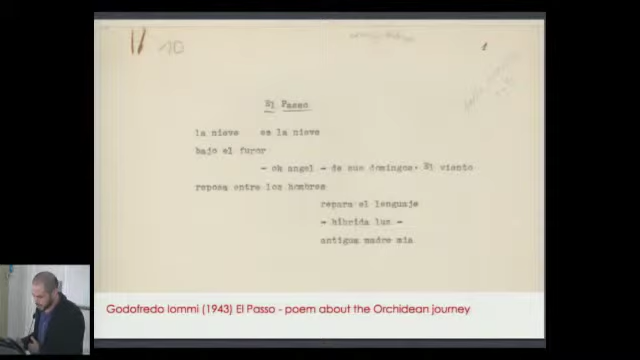 10
1
El Passo
la nieve es la nieve
bajo el furor
- oh angel - de sus domingos. El viento
reposa entre los hombres
repara el lenguaje
- hibrida luz -
antigua madre mia
Godofredo Iommi (1943) El Passo - poem about the Orchidean journey